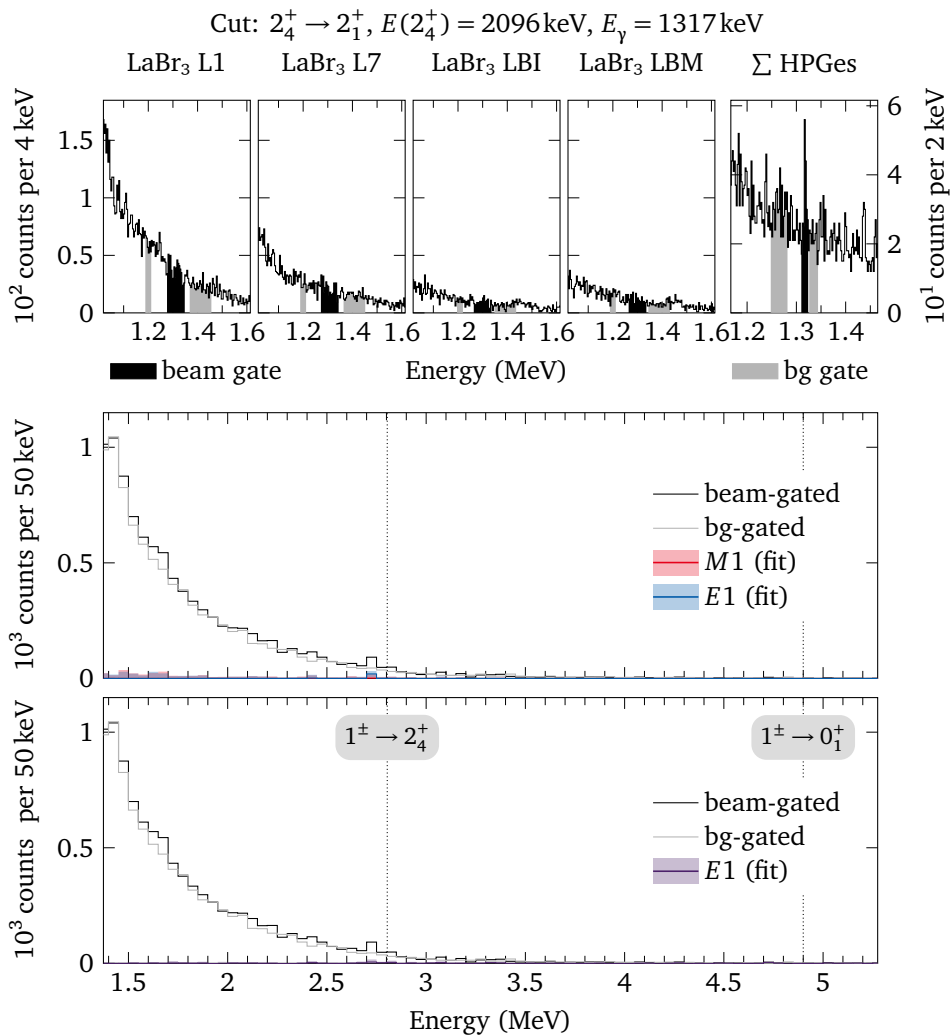 Cut: 2₄⁺ → 2₁⁺, E(2₄⁺) = 2096 keV, Eᵧ = 1317 keV
LaBr₃ L1 LaBr₃ L7 LaBr₃ LBI LaBr₃ LBM ∑ HPGes
10² counts per 4 keV
0 0.5 1 1.5
1.2 1.4 1.6 1.2 1.4 1.6 1.2 1.4 1.6 1.2 1.4 1.6 1.2 1.3 1.4
0 2 4 6
10¹ counts per 2 keV
beam gate Energy (MeV) bg gate
10³ counts per 50 keV
0 0.5 1
beam-gated
bg-gated
M1 (fit)
E1 (fit)
10³ counts per 50 keV
0 0.5 1
1± → 2₄⁺ 1± → 0₁⁺
beam-gated
bg-gated
E1 (fit)
1.5 2 2.5 3 3.5 4 4.5 5
Energy (MeV)